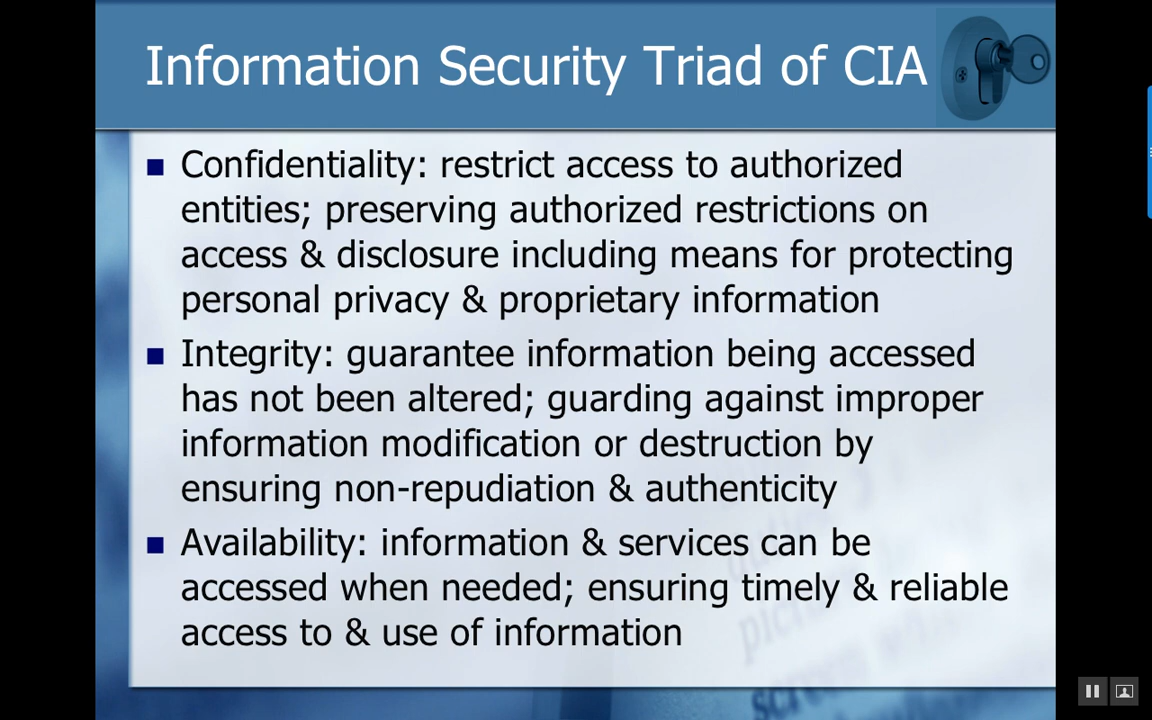 Information Security Triad of CIA
Confidentiality: restrict access to authorized
entities; preserving authorized restrictions on
access & disclosure including means for protecting
personal privacy & proprietary information
Integrity: guarantee information being accessed
has not been altered; guarding against improper
information modification or destruction by
ensuring non-repudiation & authenticity
Availability: information & services can be
accessed when needed; ensuring timely & reliable
access to & use of information